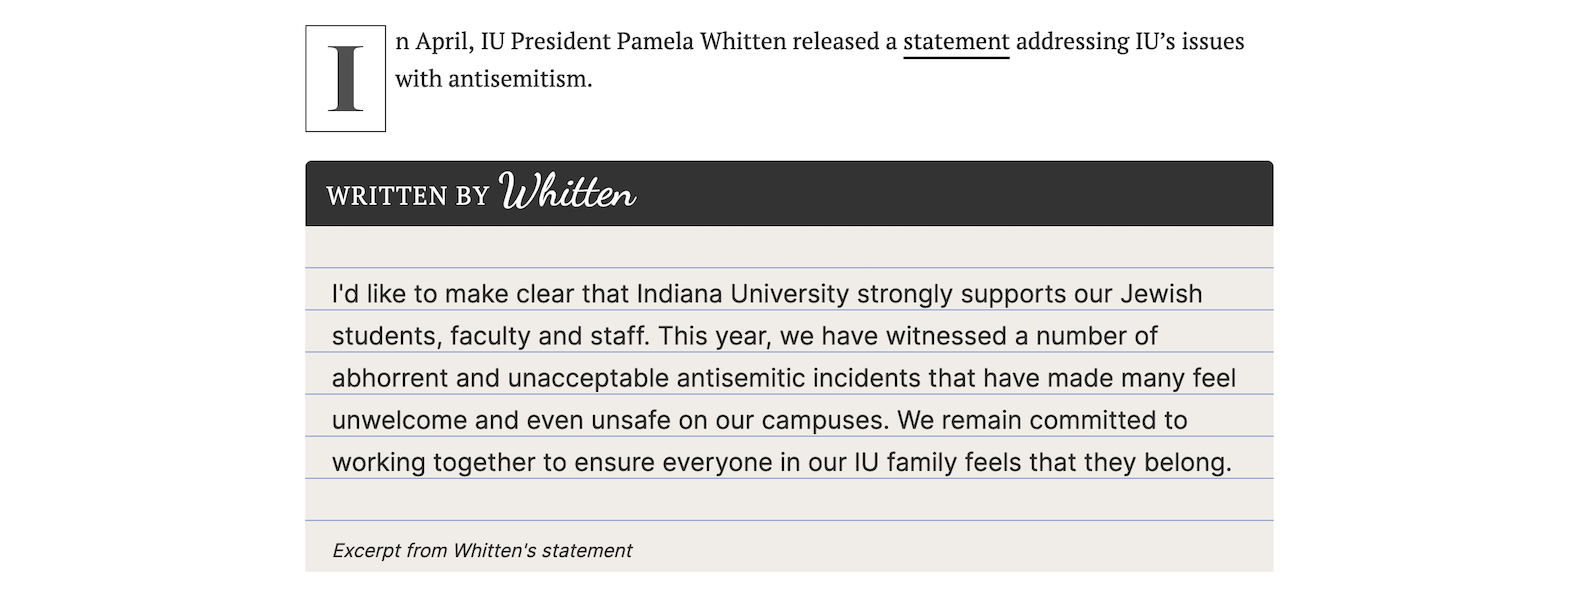 In April, IU President Pamela Whitten released a statement addressing IU’s issues
with antisemitism.
WRITTEN BY Whitten
I'd like to make clear that Indiana University strongly supports our Jewish
students, faculty and staff. This year, we have witnessed a number of
abhorrent and unacceptable antisemitic incidents that have made many feel
unwelcome and even unsafe on our campuses. We remain committed to
working together to ensure everyone in our IU family feels that they belong.
Excerpt from Whitten's statement